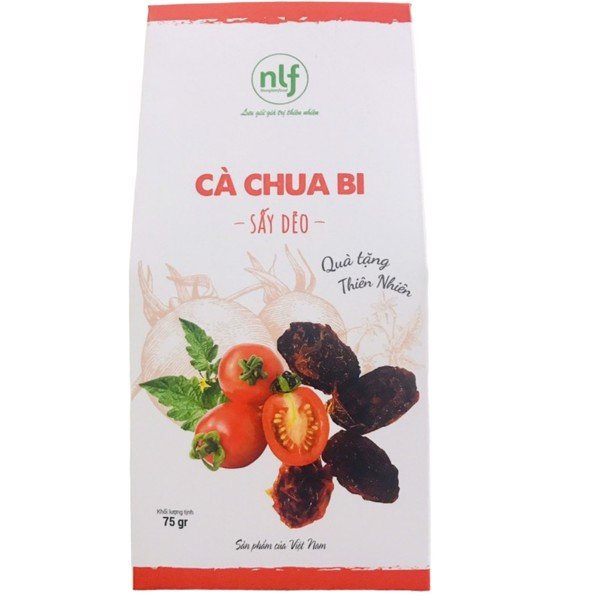 nlf
Lưu giữ giá trị thiên nhiên
CÀ CHUA BI
- SẤY DẺO -
Quà tặng
Thiên Nhiên
Khối lượng tịnh
75 gr
Sản phẩm của Việt Nam